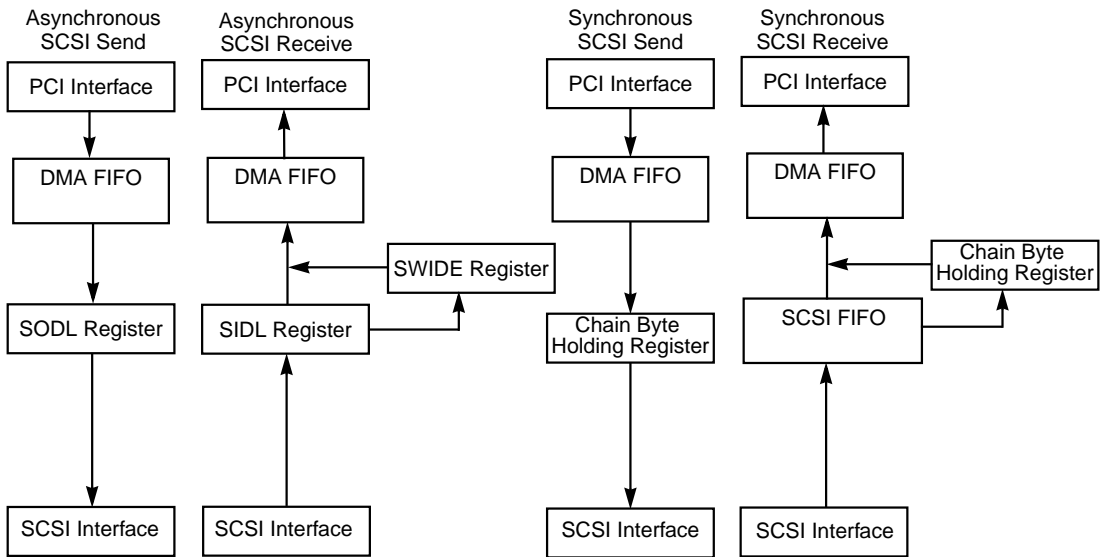 Asynchronous
SCSI Send
PCI Interface
DMA FIFO
SODL Register
SCSI Interface
Asynchronous
SCSI Receive
PCI Interface
DMA FIFO
SWIDE Register
SIDL Register
SCSI Interface
Synchronous
SCSI Send
PCI Interface
DMA FIFO
Chain Byte
Holding Register
SCSI Interface
Synchronous
SCSI Receive
PCI Interface
DMA FIFO
Chain Byte
Holding Register
SCSI FIFO
SCSI Interface